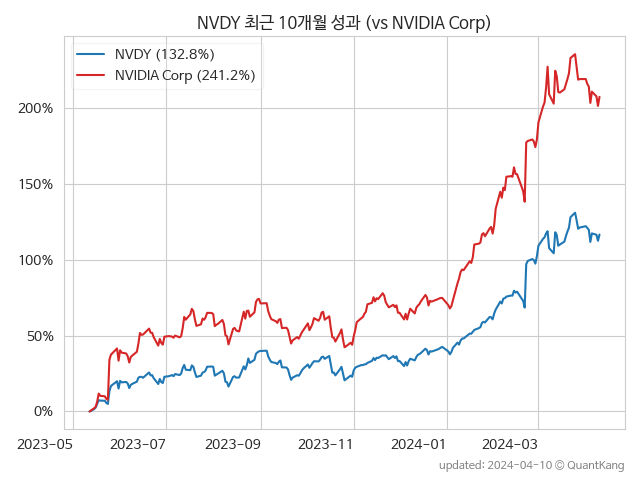 NVDY 최근 10개월 성과 (vs NVIDIA Corp)
NVDY (132.8%)
NVIDIA Corp (241.2%)
200%
150%
100%
50%
0%
2023-05 2023-07 2023-09 2023-11 2024-01 2024-03
updated: 2024-04-10 © QuantKang